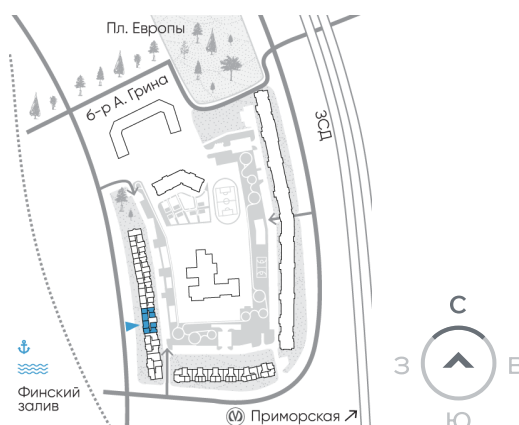 Пл. Европы
б-р А. Грина
ЗСД
С
З
В
Ю
Финский
залив
Приморская